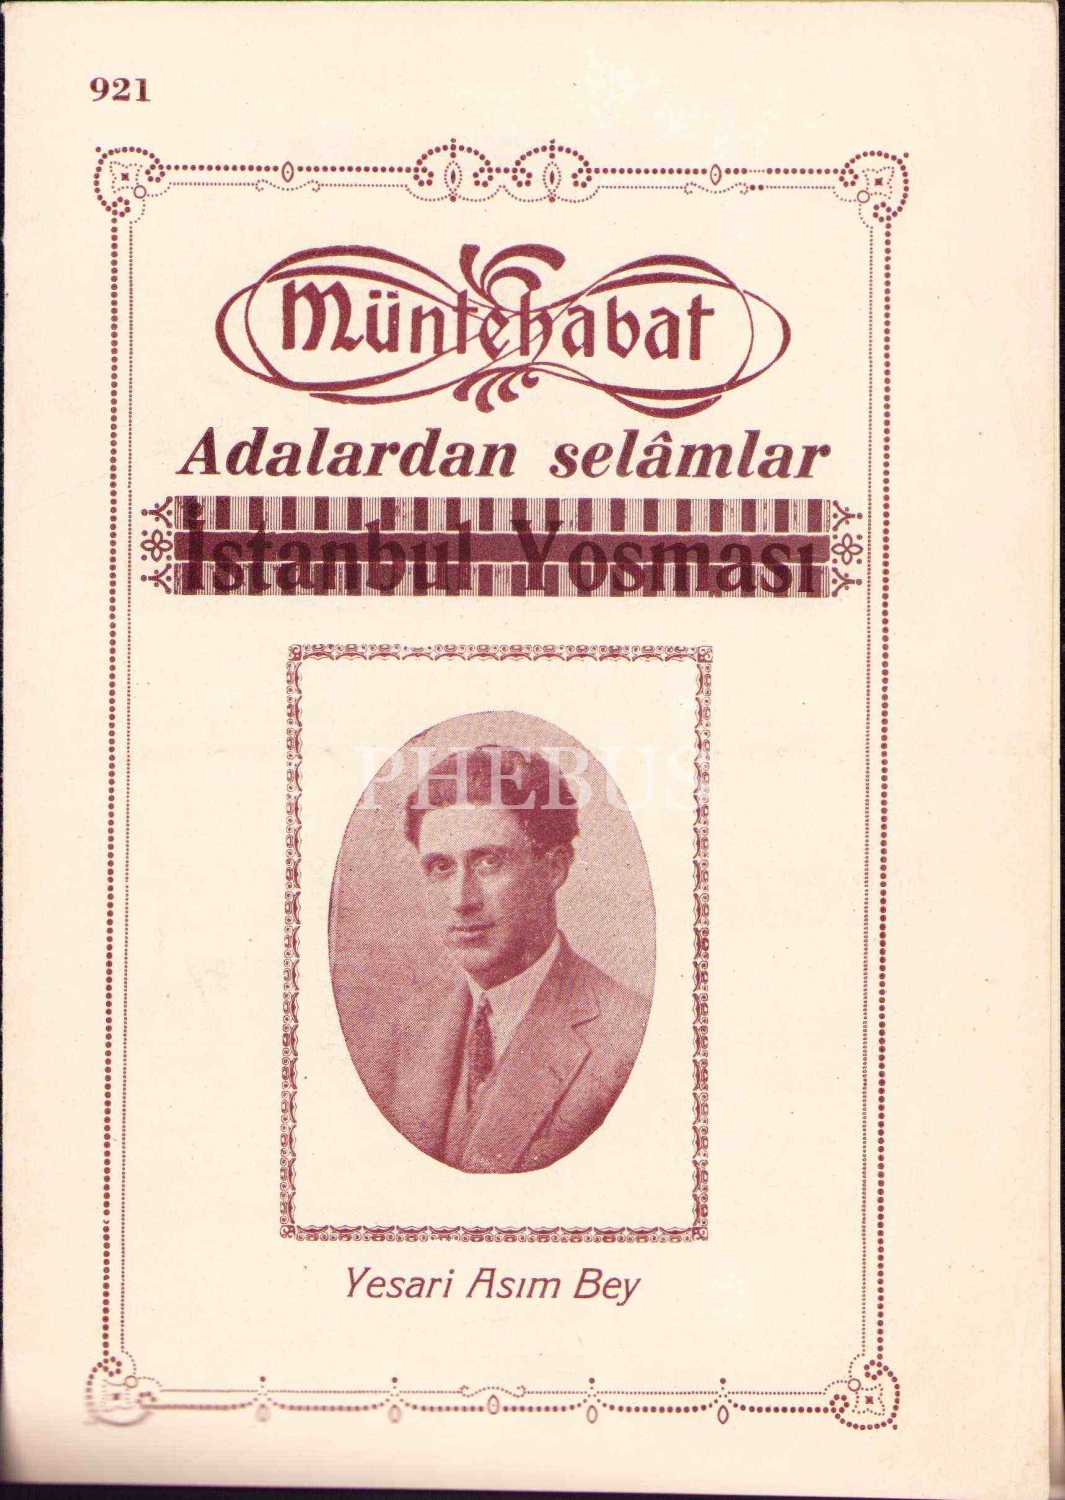 921
Müntehabat
Adalardan selâmlar
İstanbul Yosması
PHEBUS
Yesari Asım Bey